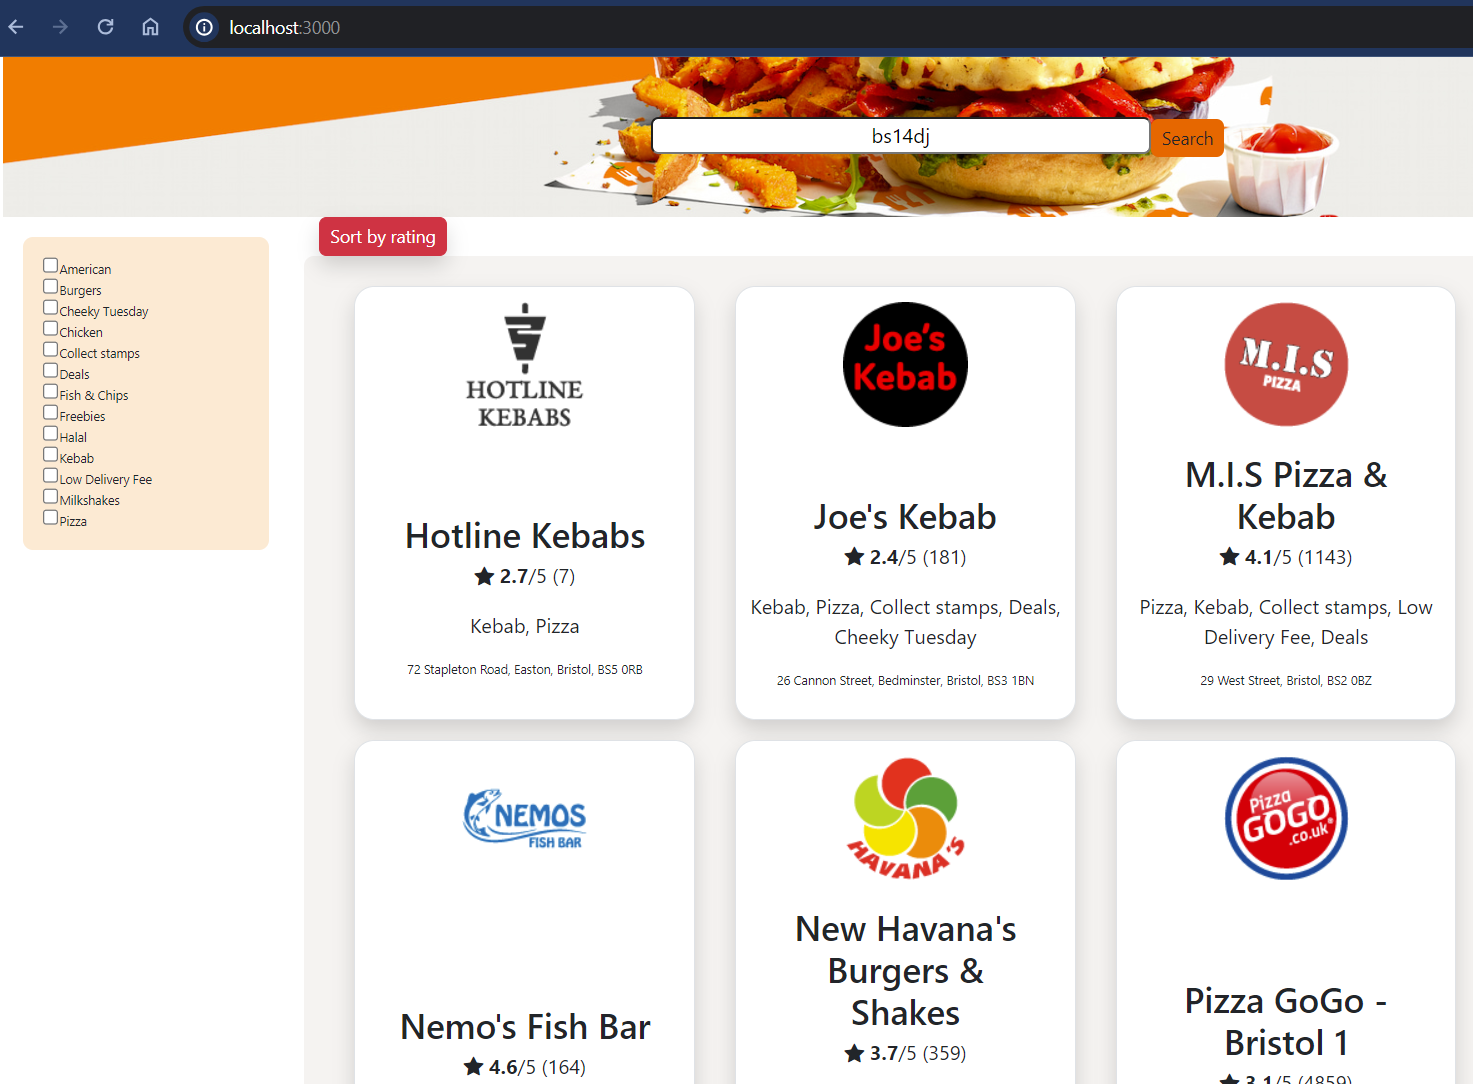 localhost:3000
bs14dj
Search
Sort by rating
American
Burgers
Cheeky Tuesday
Chicken
Collect stamps
Deals
Fish & Chips
Freebies
Halal
Kebab
Low Delivery Fee
Milkshakes
Pizza
HOTLINE
KEBABS
Hotline Kebabs
2.7/5 (7)
Kebab, Pizza
72 Stapleton Road, Easton, Bristol, BS5 0RB
Joe's
Kebab
Joe's Kebab
2.4/5 (181)
Kebab, Pizza, Collect stamps, Deals,
Cheeky Tuesday
26 Cannon Street, Bedminster, Bristol, BS3 1BN
M.I.S
PIZZA
M.I.S Pizza &
Kebab
4.1/5 (1143)
Pizza, Kebab, Collect stamps, Low
Delivery Fee, Deals
29 West Street, Bristol, BS2 0BZ
NEMOS
FISH BAR
Nemo's Fish Bar
4.6/5 (164)
HAVANA'S
New Havana's
Burgers &
Shakes
3.7/5 (359)
Pizza
GOGO
.co.uk
Pizza GoGo -
Bristol 1
3.1/5 (4859)